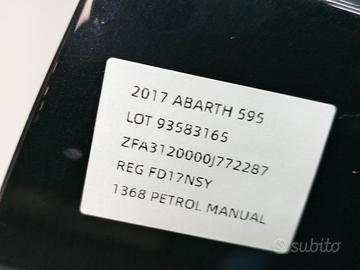 2017 ABARTH 595
LOT 93583165
ZFA3120000J772287
REG FD17NSY
1368 PETROL MANUAL
subito